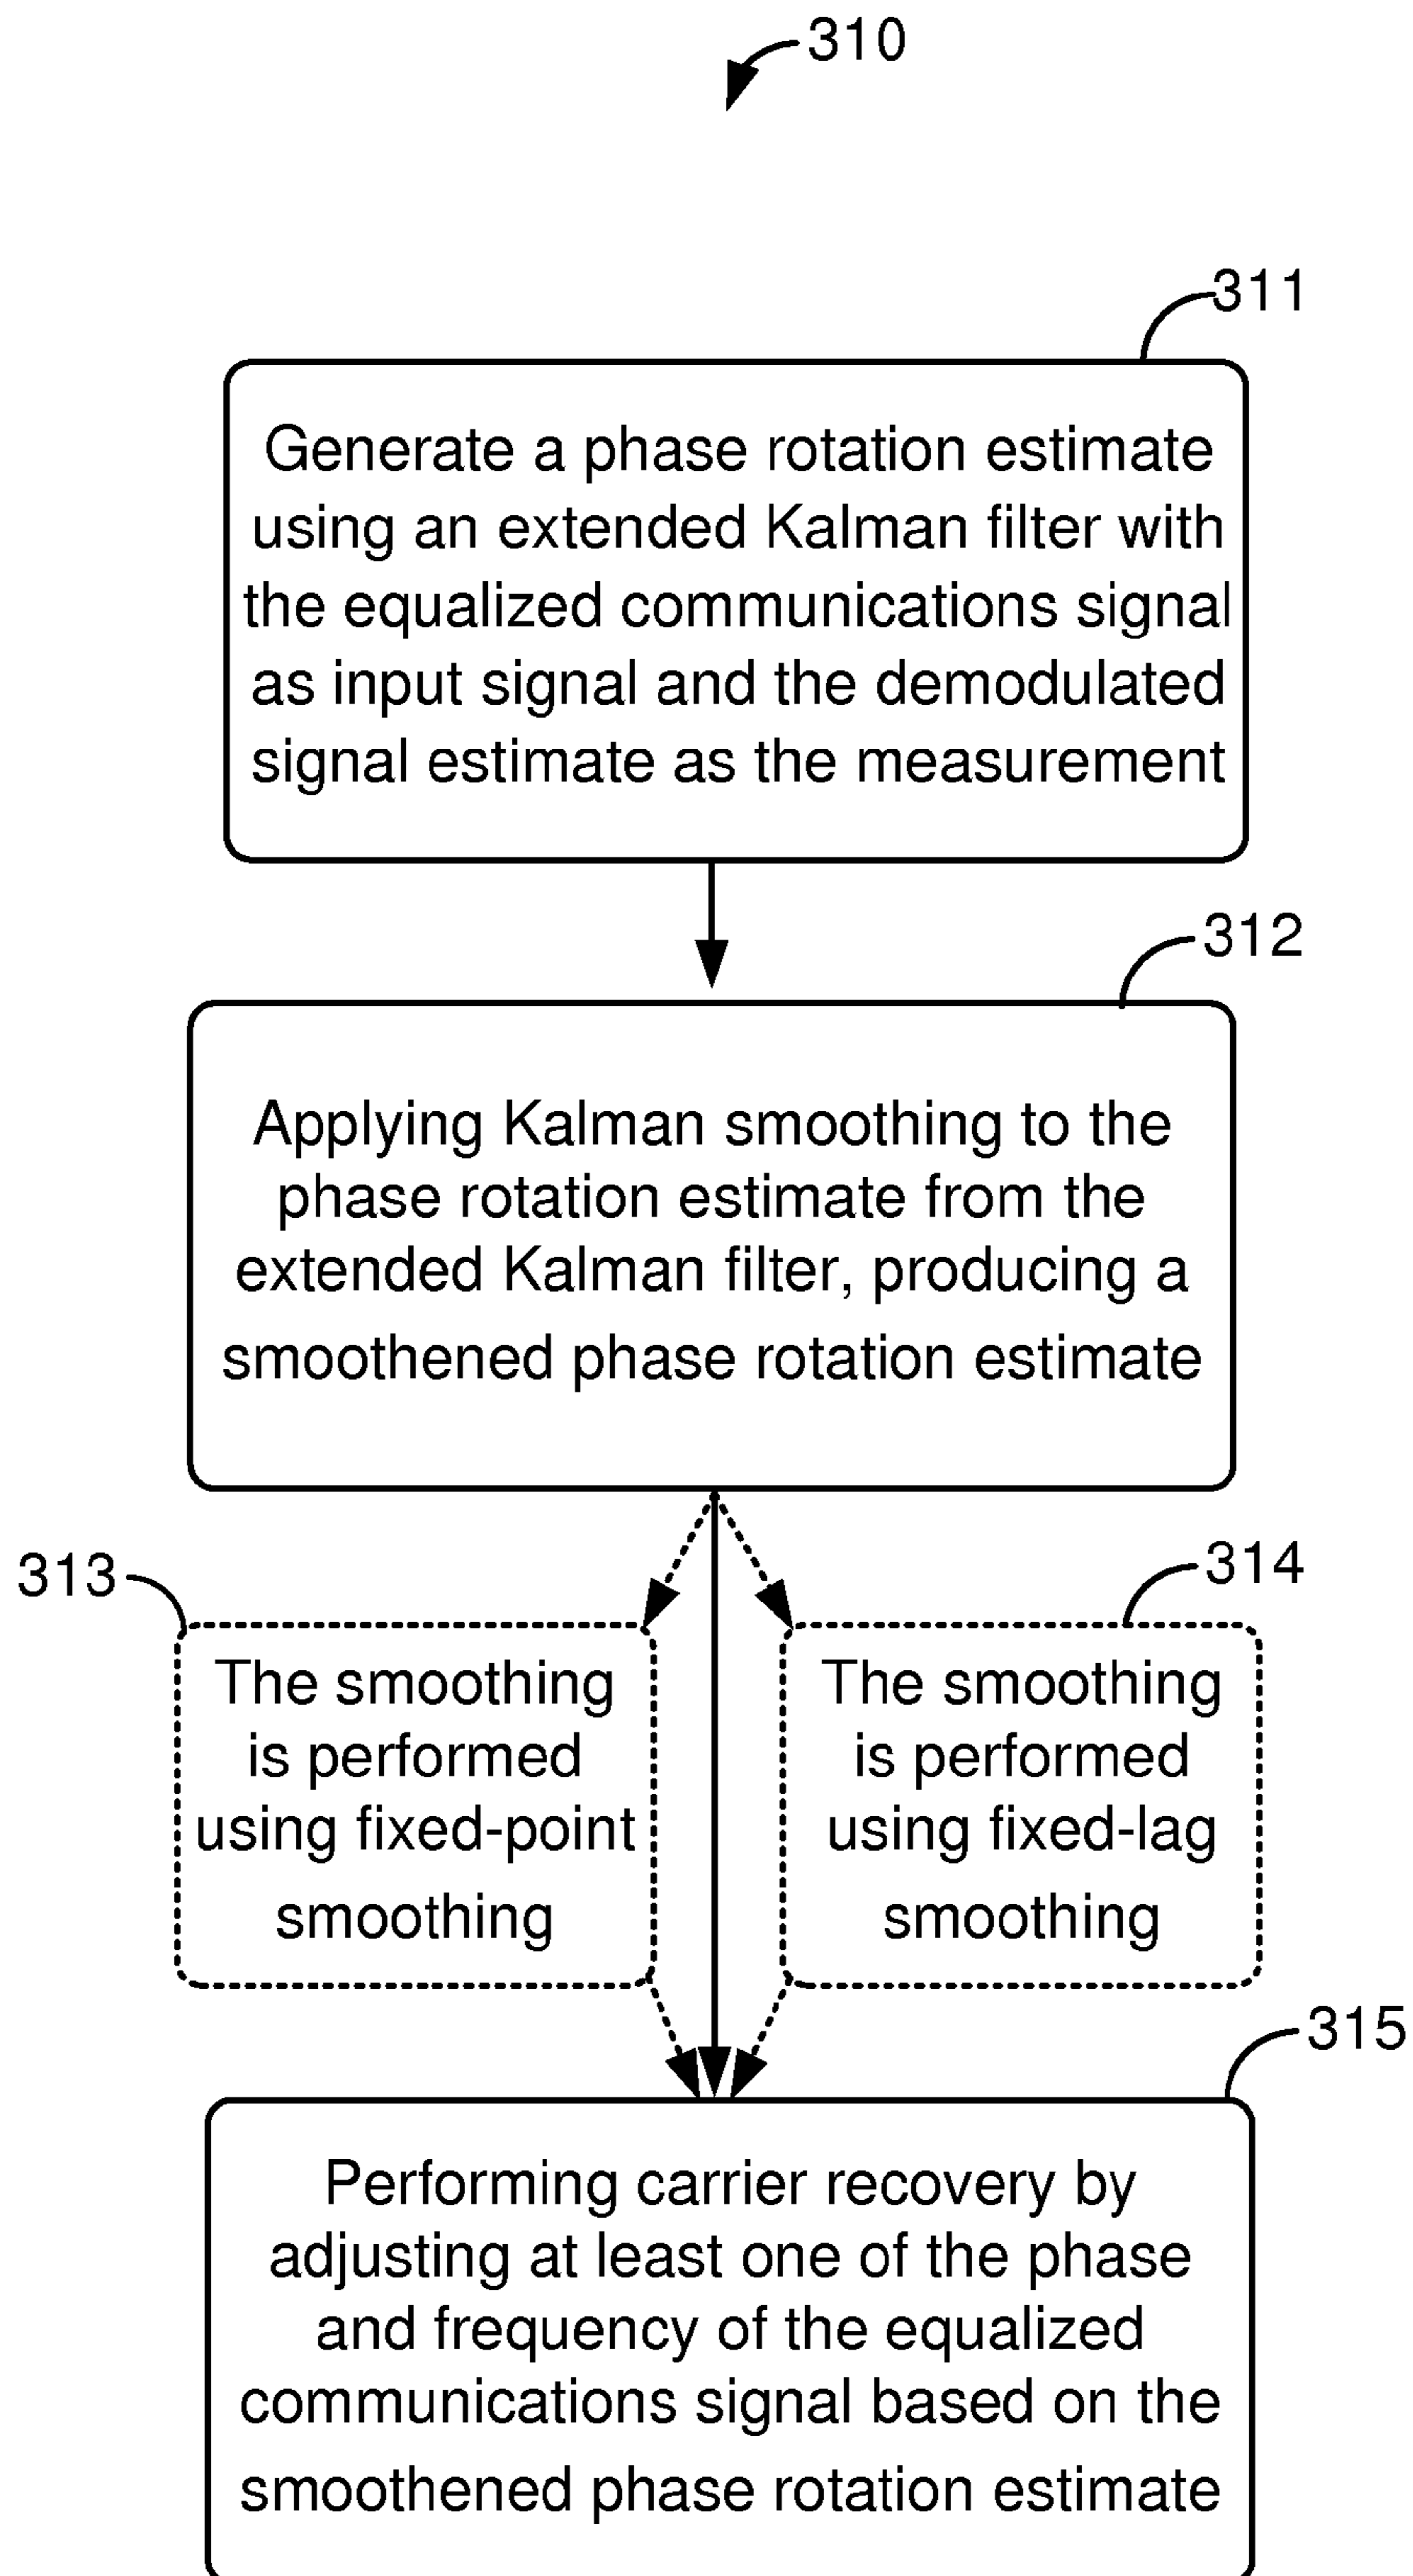 310
311
Generate a phase rotation estimate
using an extended Kalman filter with
the equalized communications signal
as input signal and the demodulated
signal estimate as the measurement
312
Applying Kalman smoothing to the
phase rotation estimate from the
extended Kalman filter, producing a
smoothened phase rotation estimate
313
The smoothing
is performed
using fixed-point
smoothing
314
The smoothing
is performed
using fixed-lag
smoothing
315
Performing carrier recovery by
adjusting at least one of the phase
and frequency of the equalized
communications signal based on the
smoothened phase rotation estimate